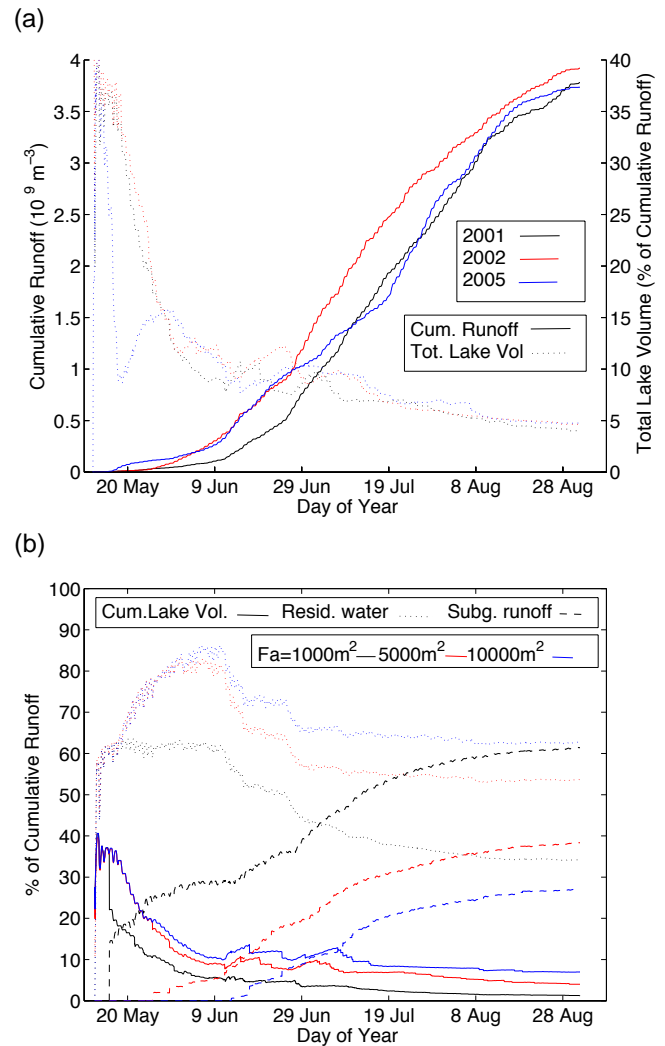 (a)
4
3.5
3
2.5
2
1.5
1
0.5
0
Cumulative Runoff (10⁹ m⁻³)
40
35
30
25
20
15
10
5
0
Total Lake Volume (% of Cumulative Runoff)
2001
2002
2005
Cum. Runoff
Tot. Lake Vol
20 May 9 Jun 29 Jun 19 Jul 8 Aug 28 Aug
Day of Year
(b)
100
90
80
70
60
50
40
30
20
10
0
% of Cumulative Runoff
Cum.Lake Vol. Resid. water Subg. runoff
Fa=1000m² 5000m² 10000m²
20 May 9 Jun 29 Jun 19 Jul 8 Aug 28 Aug
Day of Year